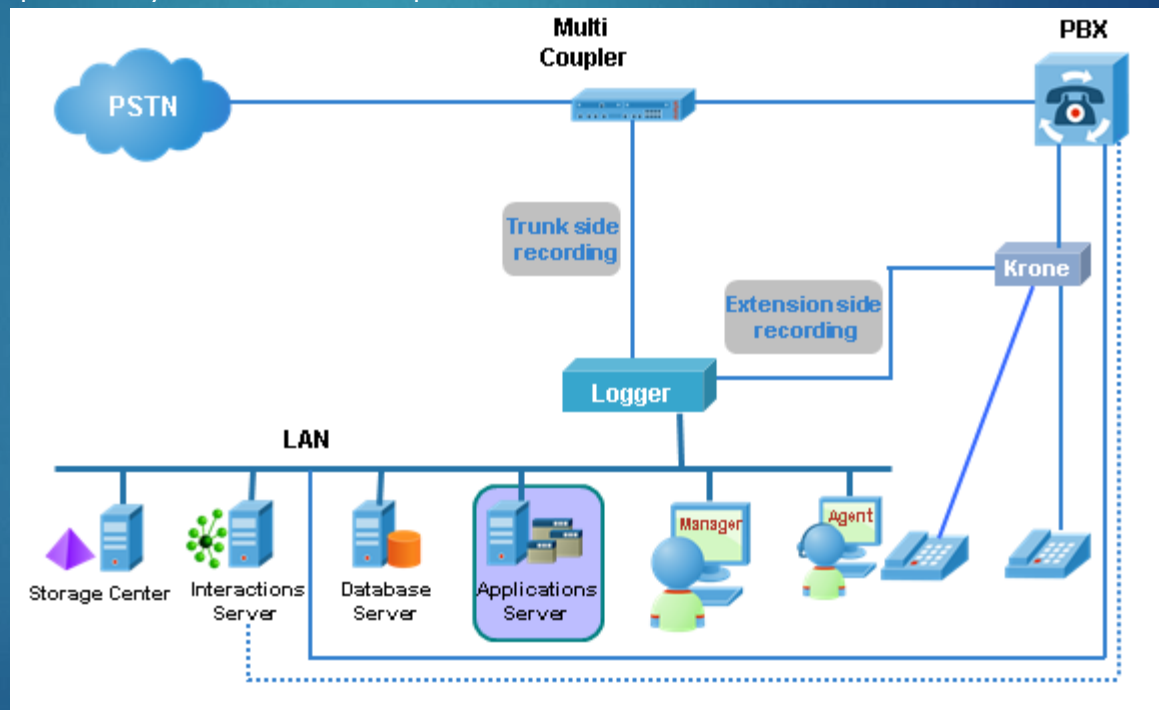 Multi
Coupler
PBX
PSTN
Trunk side
recording
Krone
Extension side
recording
Logger
LAN
Manager
Agent
Storage Center
Interactions
Server
Database
Server
Applications
Server